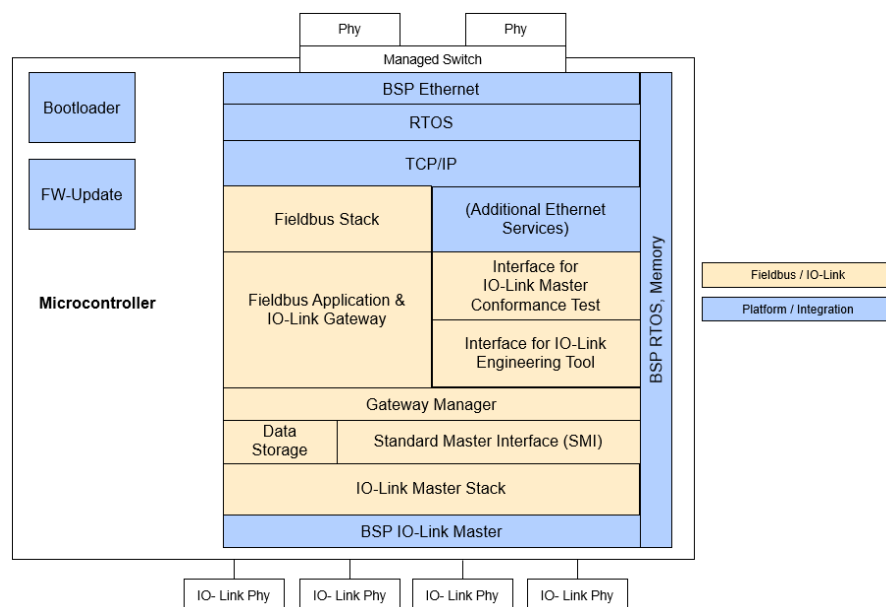 Phy
Phy
Managed Switch
Bootloader
BSP Ethernet
RTOS
TCP/IP
FW-Update
Fieldbus Stack
(Additional Ethernet
Services)
BSP RTOS, Memory
Microcontroller
Fieldbus Application &
IO-Link Gateway
Interface for
IO-Link Master
Conformance Test
Interface for IO-Link
Engineering Tool
Fieldbus / IO-Link
Platform / Integration
Gateway Manager
Data
Storage
Standard Master Interface (SMI)
IO-Link Master Stack
BSP IO-Link Master
IO- Link Phy
IO- Link Phy
IO- Link Phy
IO- Link Phy